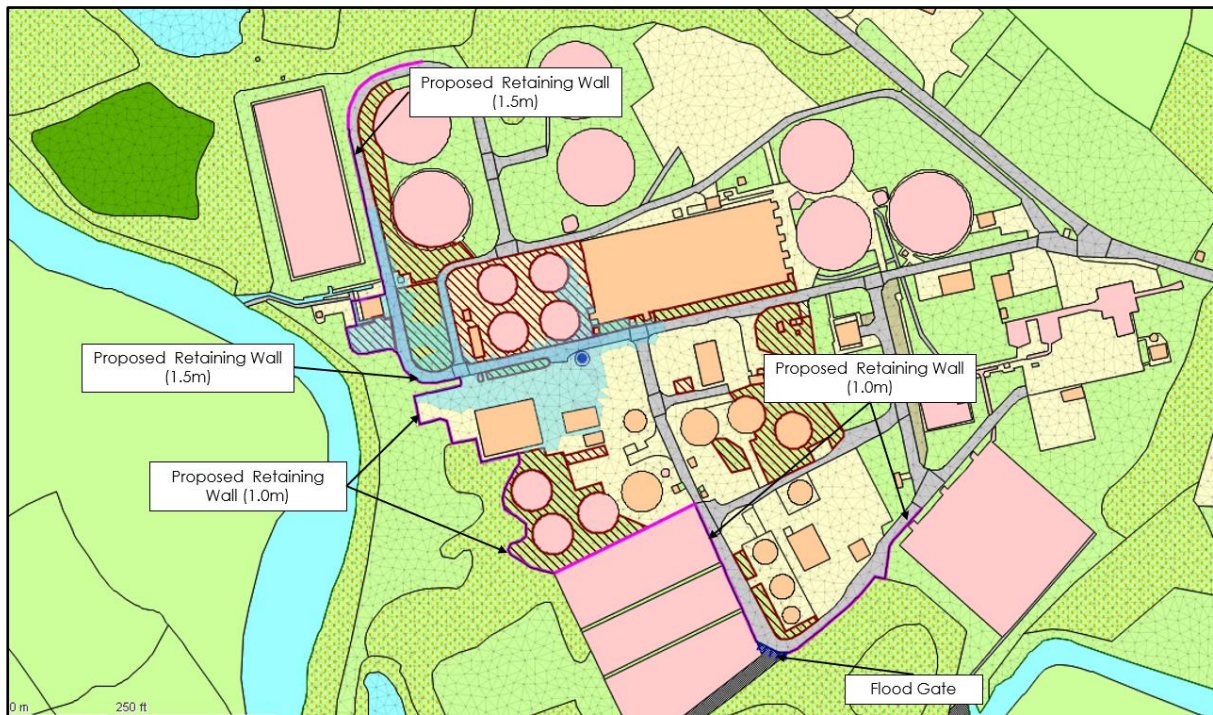 Proposed Retaining Wall
(1.5m)
Proposed Retaining Wall
(1.5m)
Proposed Retaining Wall
(1.0m)
Proposed Retaining
Wall (1.0m)
Flood Gate
0 m
250 ft